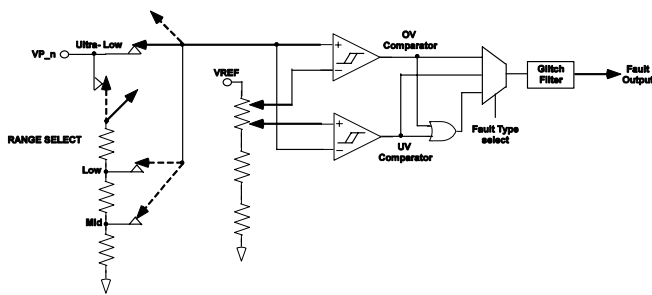 OV
Comparator
Ultra- Low
VP_n
VREF
Glitch
Filter
Fault
Output
Fault Type
select
RANGE SELECT
Low
UV
Comparator
Mid
+
−
+
−